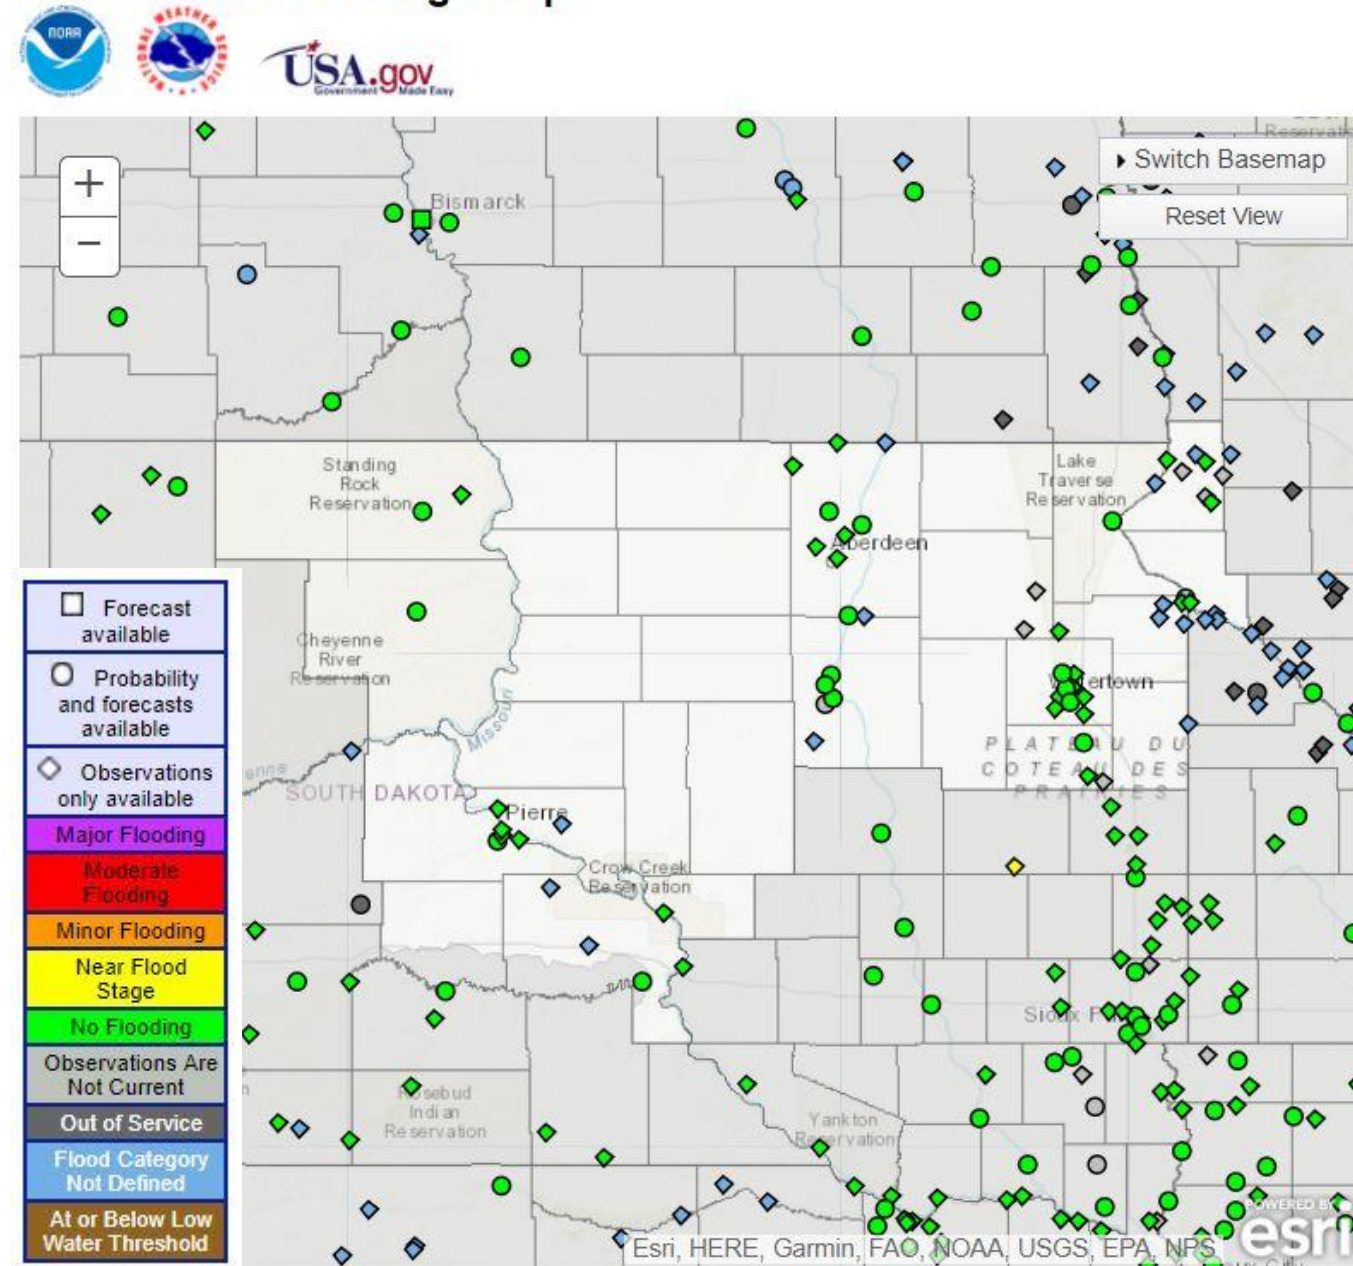 NOAA
NATIONAL WEATHER SERVICE
USA.gov
Government Made Easy
+
−
Switch Basemap
Reset View
Bismarck
Standing
Rock
Reservation
Lake
Traverse
Reservation
Aberdeen
Cheyenne
River
Reservation
Missouri
enne
SOUTH DAKOTA
Pierre
PLATEAU DU
COTEAU DES
PRAIRIES
Crow Creek
Reservation
Indian
Reservation
Yankton
Reservation
Forecast
available
Probability
and forecasts
available
Observations
only available
Major Flooding
Moderate
Flooding
Minor Flooding
Near Flood
Stage
No Flooding
Observations Are
Not Current
Out of Service
Flood Category
Not Defined
At or Below Low
Water Threshold
POWERED BY
esri
Esri, HERE, Garmin, FAO, NOAA, USGS, EPA, NPS